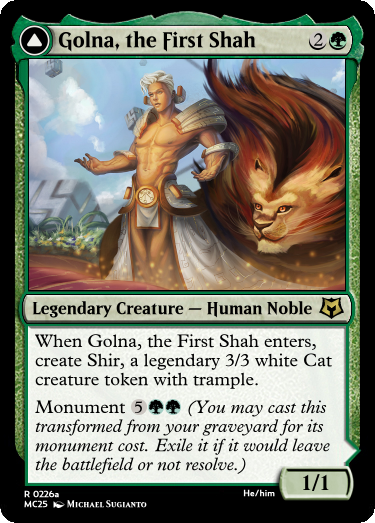 Golna, the First Shah 2
Legendary Creature — Human Noble
When Golna, the First Shah enters,
create Shir, a legendary 3/3 white Cat
creature token with trample.
Monument 5 (You may cast this
transformed from your graveyard for its
monument cost. Exile it if it would leave
the battlefield or not resolve.)
1/1
R 0226a He/him
MC25 Michael Sugianto